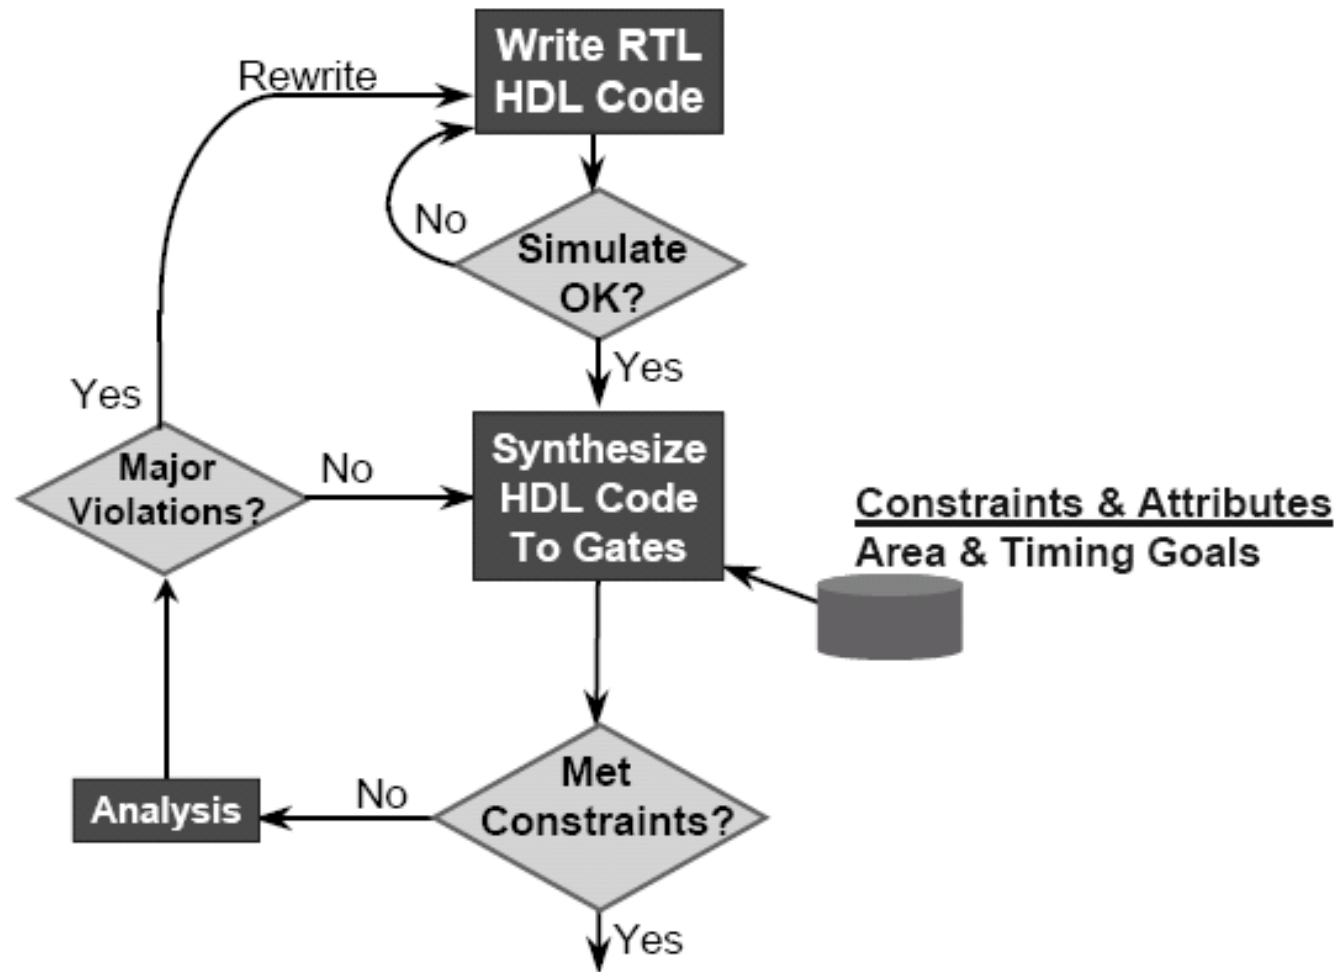 Write RTL
HDL Code
Rewrite
No
Simulate
OK?
Yes
Yes
Major
Violations?
No
Synthesize
HDL Code
To Gates
Constraints & Attributes
Area & Timing Goals
Met
Constraints?
No
Analysis
Yes